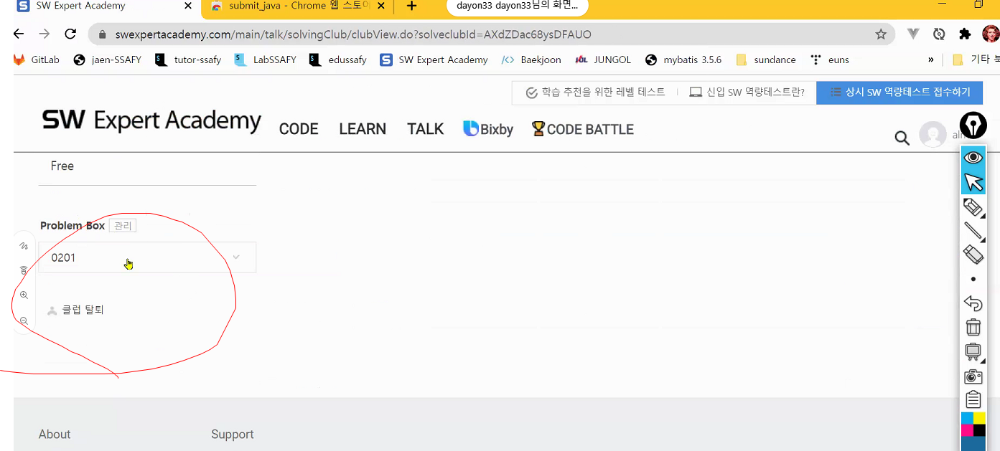 SW Expert Academy
submit_java - Chrome 웹 스토어
dayon33 dayon33님의 화면...
swexpertacademy.com/main/talk/solvingClub/clubView.do?solveclubId=AXdZDac68ysDFAUO
GitLab jaen-SSAFY tutor-ssafy LabSSAFY edussafy SW Expert Academy Baekjoon JUNGOL mybatis 3.5.6 sundance euns » 기타
학습 추천을 위한 레벨 테스트 신입 SW 역량테스트란? 상시 SW 역량테스트 접수하기
SW Expert Academy CODE LEARN TALK Bixby CODE BATTLE
Free
Problem Box 관리
0201
클럽 탈퇴
About Support